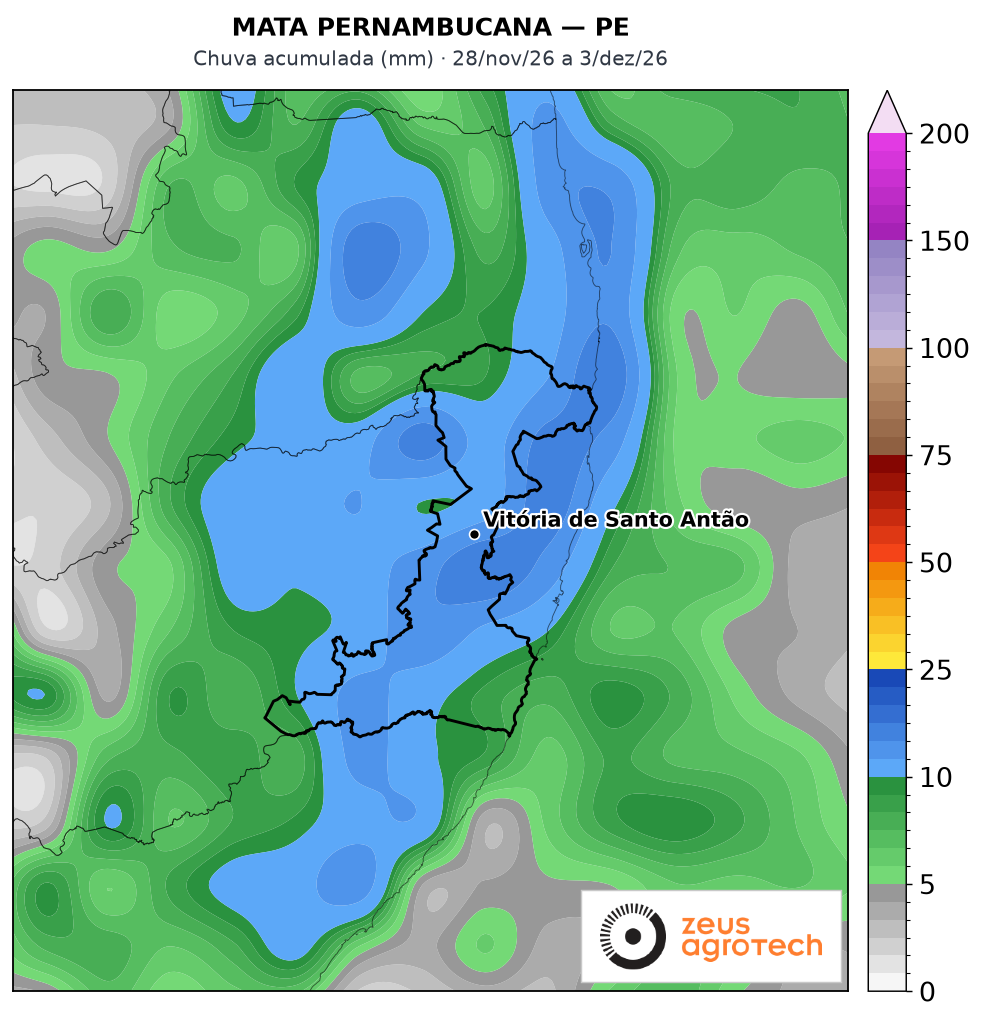 MATA PERNAMBUCANA — PE
Chuva acumulada (mm) · 28/nov/26 a 3/dez/26
200
150
100
75
50
25
10
5
0
Vitória de Santo Antão
zeus
agrotech